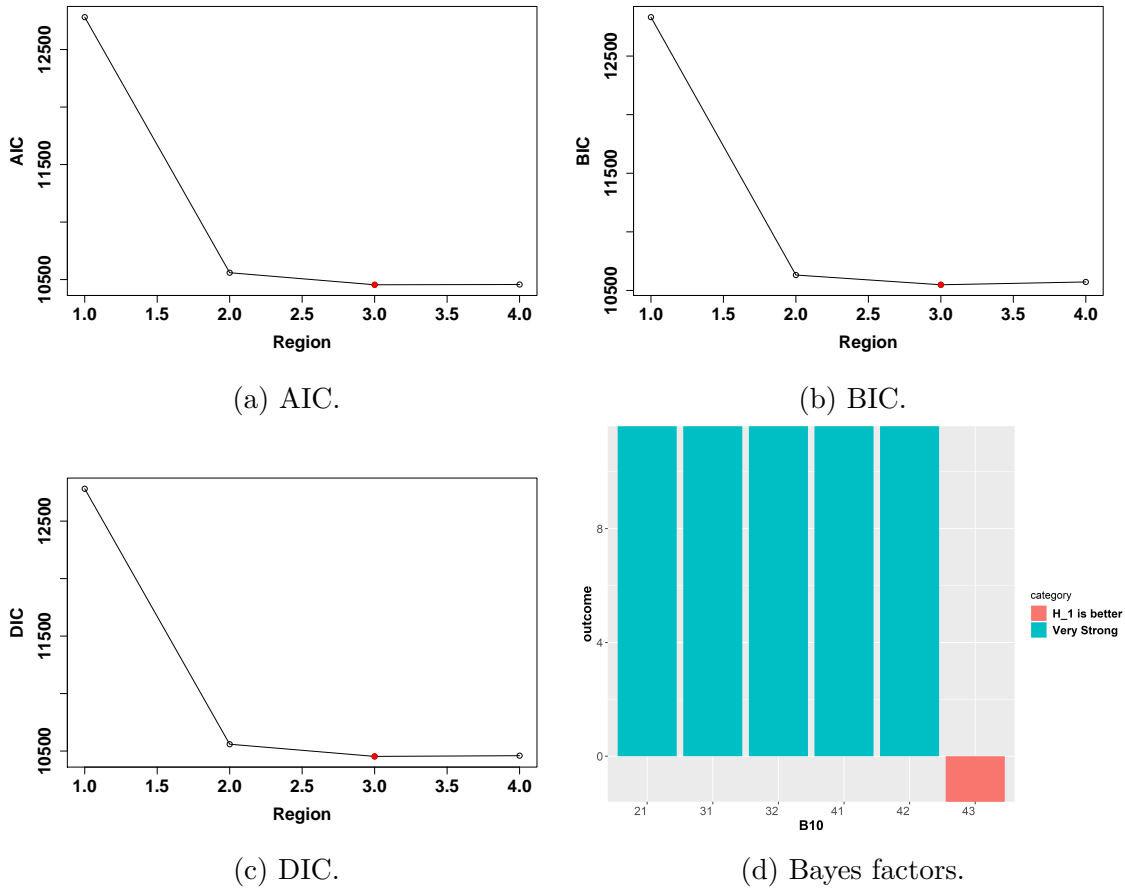 AIC
12500
11500
10500
1.0 1.5 2.0 2.5 3.0 3.5 4.0
Region
(a) AIC.
BIC
12500
11500
10500
1.0 1.5 2.0 2.5 3.0 3.5 4.0
Region
(b) BIC.
DIC
12500
11500
10500
1.0 1.5 2.0 2.5 3.0 3.5 4.0
Region
(c) DIC.
outcome
8
4
0
21 31 32 41 42 43
B10
category
H_1 is better
Very Strong
(d) Bayes factors.